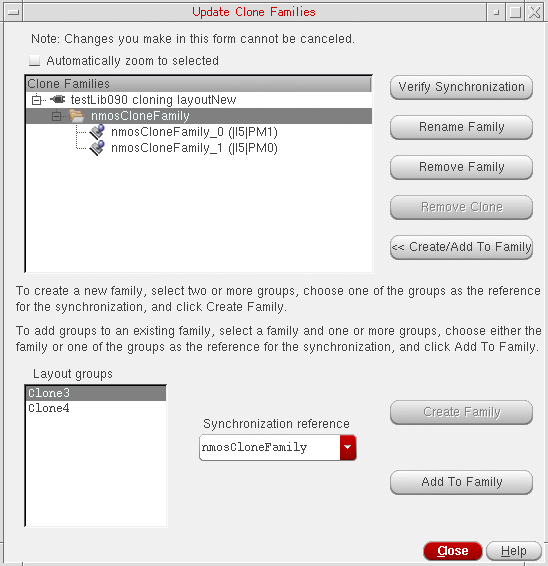 Update Clone Families
Note: Changes you make in this form cannot be canceled.
Automatically zoom to selected
Clone Families
testLib090 cloning layoutNew
nmosCloneFamily
nmosCloneFamily_0 (|I5|PM1)
nmosCloneFamily_1 (|I5|PM0)
Verify Synchronization
Rename Family
Remove Family
Remove Clone
<< Create/Add To Family
To create a new family, select two or more groups, choose one of the groups as the reference
for the synchronization, and click Create Family.
To add groups to an existing family, select a family and one or more groups, choose either the
family or one of the groups as the reference for the synchronization, and click Add To Family.
Layout groups
Clone3
Clone4
Synchronization reference
nmosCloneFamily
Create Family
Add To Family
Close
Help